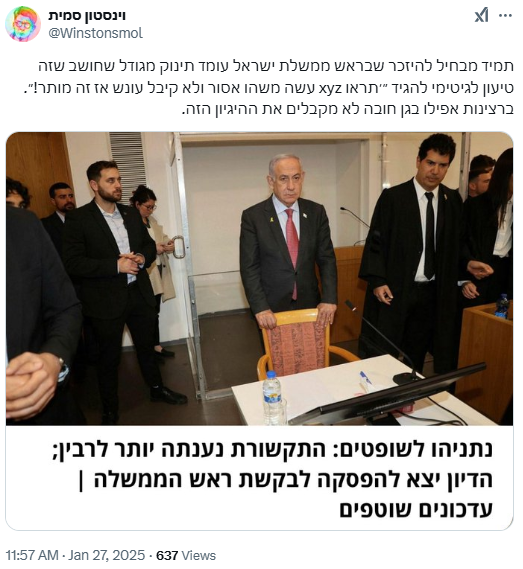 וינסטון סמית
@Winstonsmol
תמיד מבחיל להיזכר שבראש ממשלת ישראל עומד תינוק מגודל שחושב שזה
טיעון לגיטימי להגיד "׳תראו xyz עשה משהו אסור ולא קיבל עונש אז זה מותר!״.
ברצינות אפילו בגן חובה לא מקבלים את ההיגיון הזה.
נתניהו לשופטים: התקשורת נענתה יותר לרבין;
הדיון יצא להפסקה לבקשת ראש הממשלה |
עדכונים שוטפים
11:57 AM · Jan 27, 2025 · 637 Views